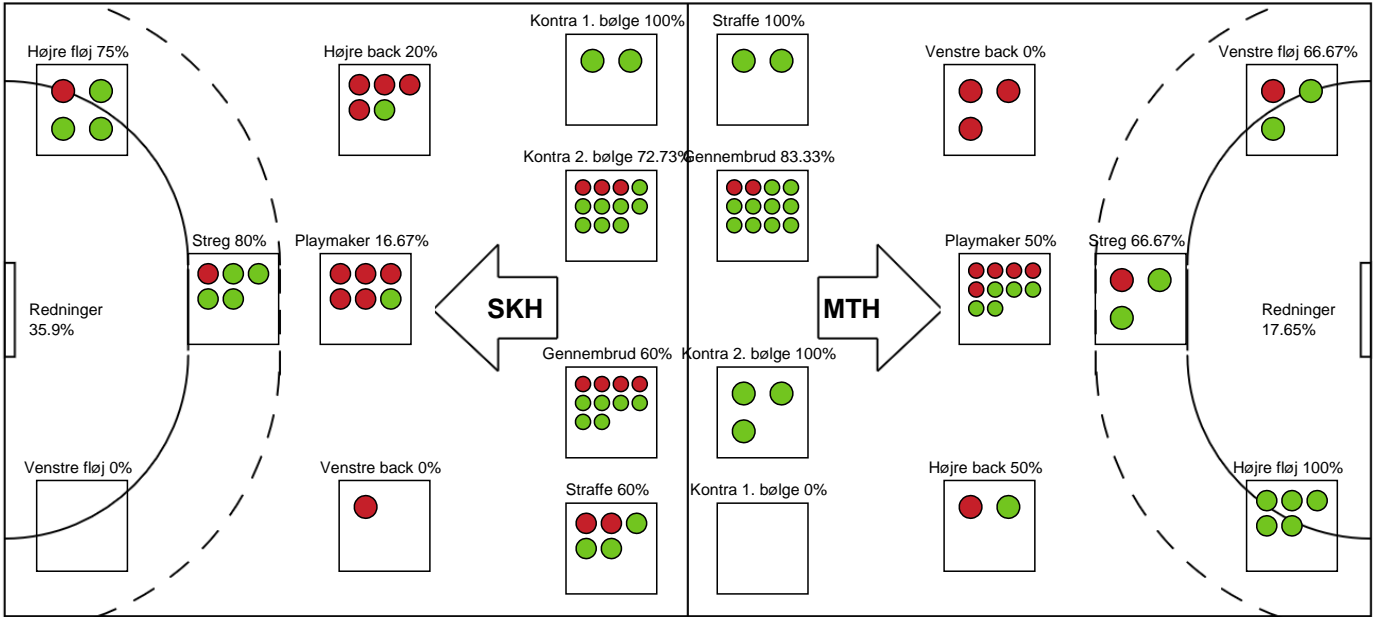 Kontra 1. bølge 100%
Straffe 100%
Højre fløj 75%
Højre back 20%
Venstre back 0%
Venstre fløj 66.67%
Kontra 2. bølge 72.73%
Gennembrud 83.33%
Streg 80%
Playmaker 16.67%
Playmaker 50%
Streg 66.67%
Redninger
35.9%
SKH
MTH
Redninger
17.65%
Gennembrud 60%
Kontra 2. bølge 100%
Venstre fløj 0%
Venstre back 0%
Højre back 50%
Højre fløj 100%
Straffe 60%
Kontra 1. bølge 0%